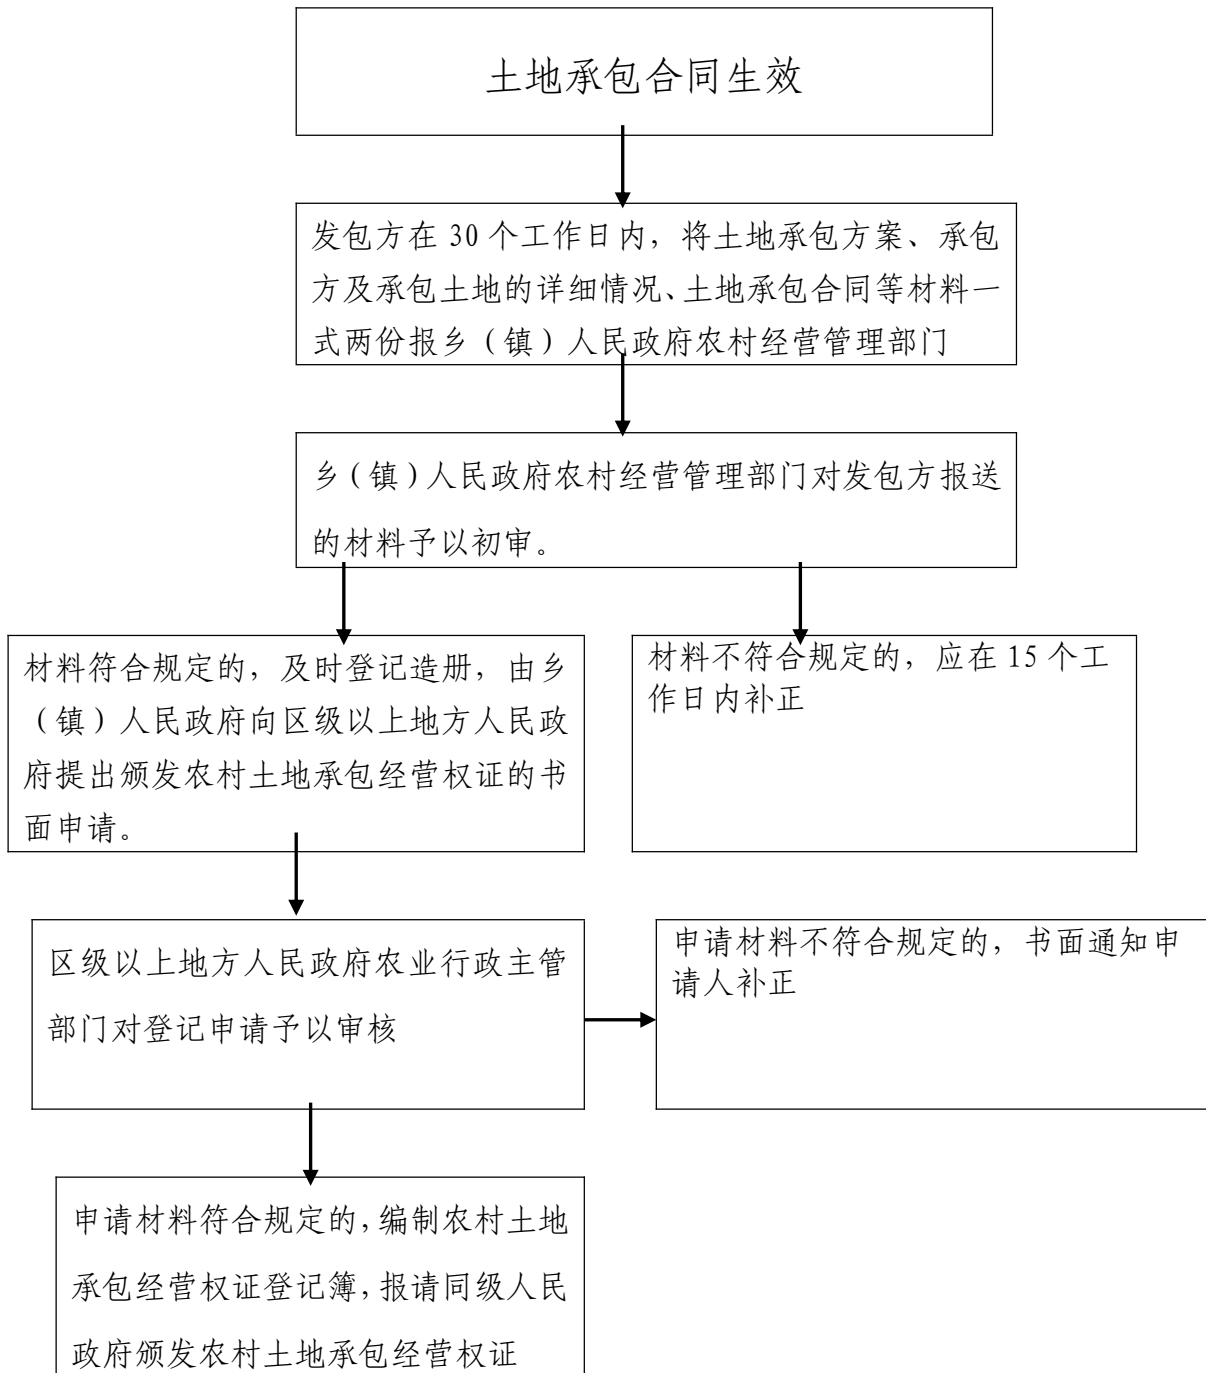 土地承包合同生效
发包方在 30 个工作日内，将土地承包方案、承包
方及承包土地的详细情况、土地承包合同等材料一
式两份报乡（镇）人民政府农村经营管理部门
乡（镇）人民政府农村经营管理部门对发包方报送
的材料予以初审。
材料符合规定的，及时登记造册，由乡
（镇）人民政府向区级以上地方人民政
府提出颁发农村土地承包经营权证的书
面申请。
材料不符合规定的，应在 15 个工
作日内补正
区级以上地方人民政府农业行政主管
部门对登记申请予以审核
申请材料不符合规定的，书面通知申
请人补正
申请材料符合规定的，编制农村土地
承包经营权证登记簿，报请同级人民
政府颁发农村土地承包经营权证